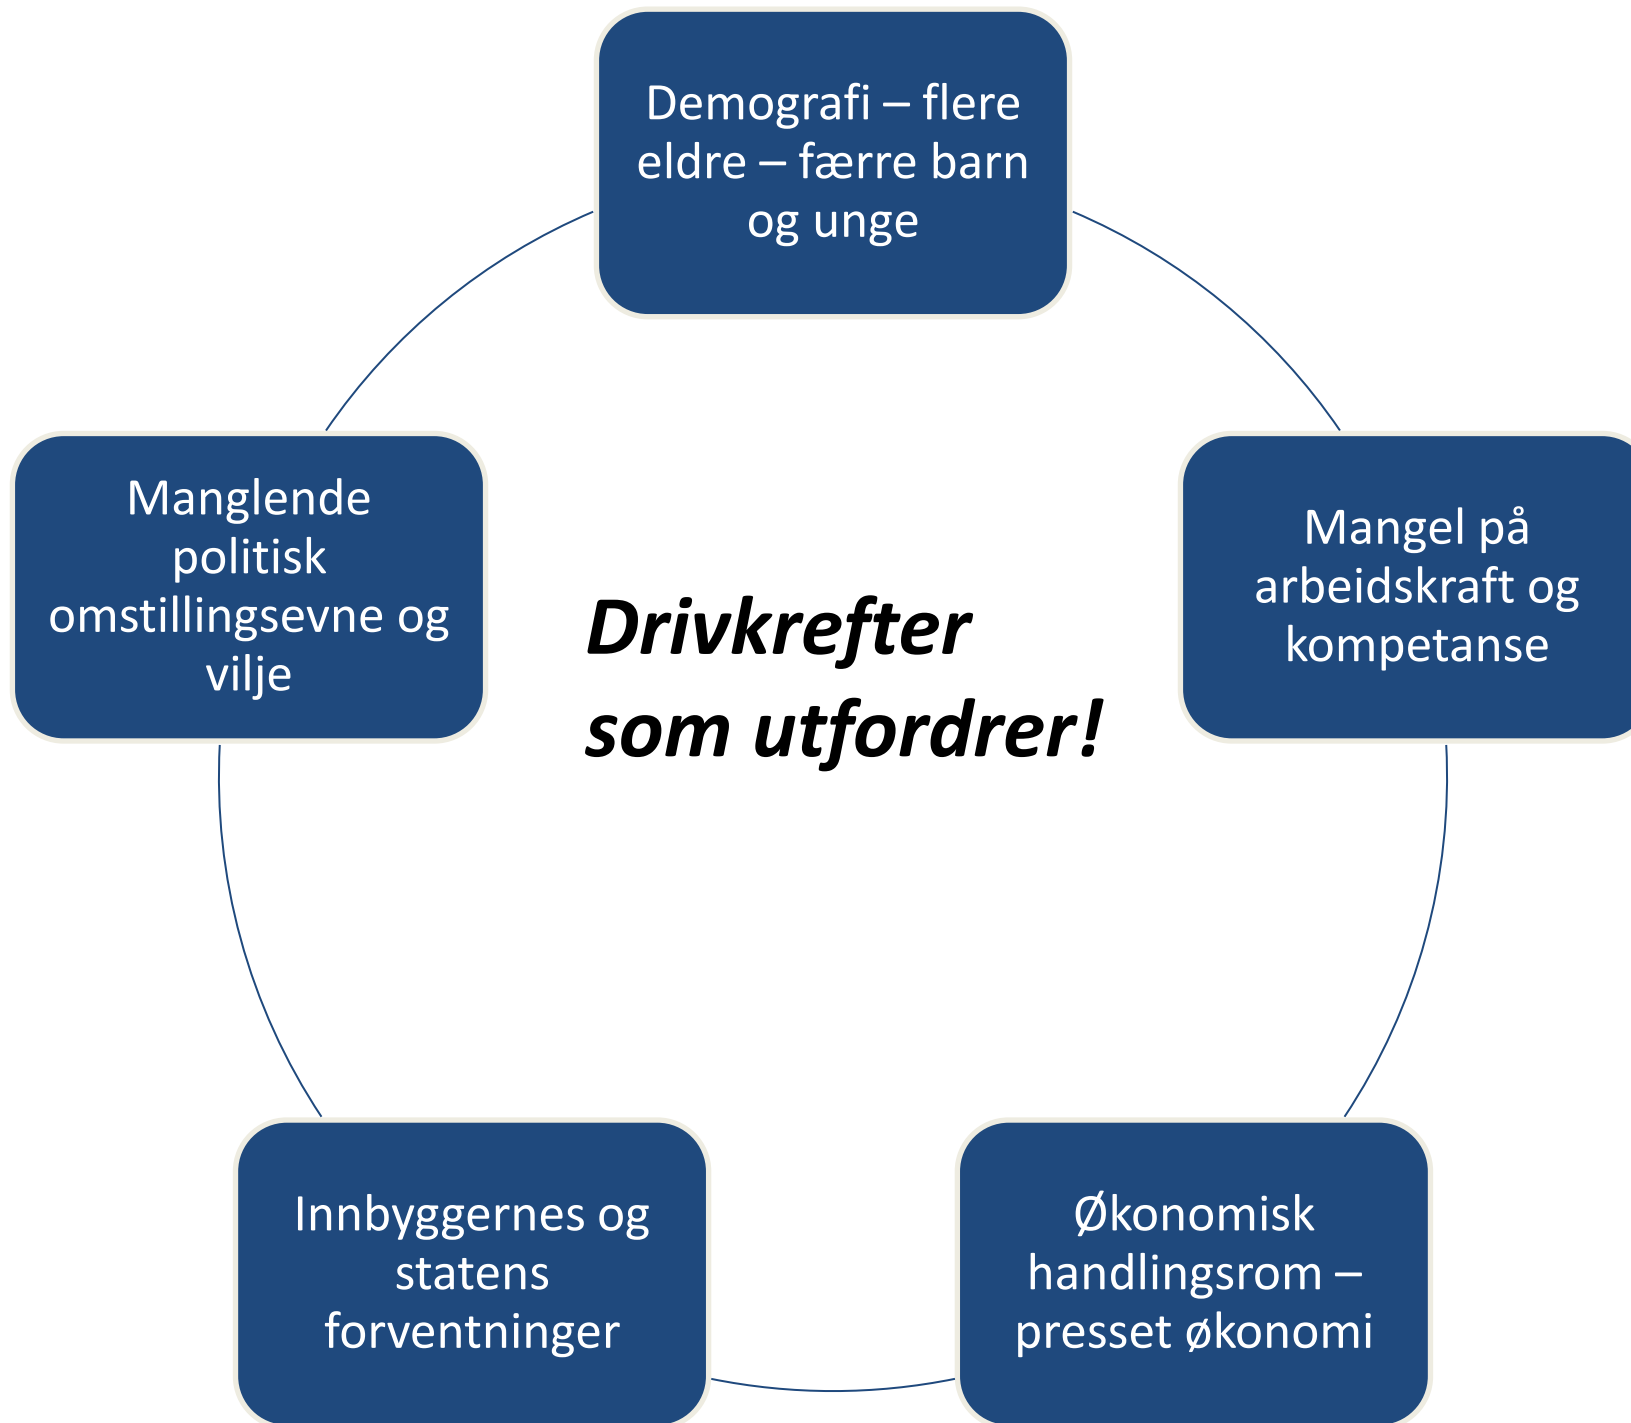 Demografi – flere
eldre – færre barn
og unge
Mangel på
arbeidskraft og
kompetanse
Økonomisk
handlingsrom –
presset økonomi
Innbyggernes og
statens
forventninger
Manglende
politisk
omstillingsevne og
vilje
Drivkrefter
som utfordrer!